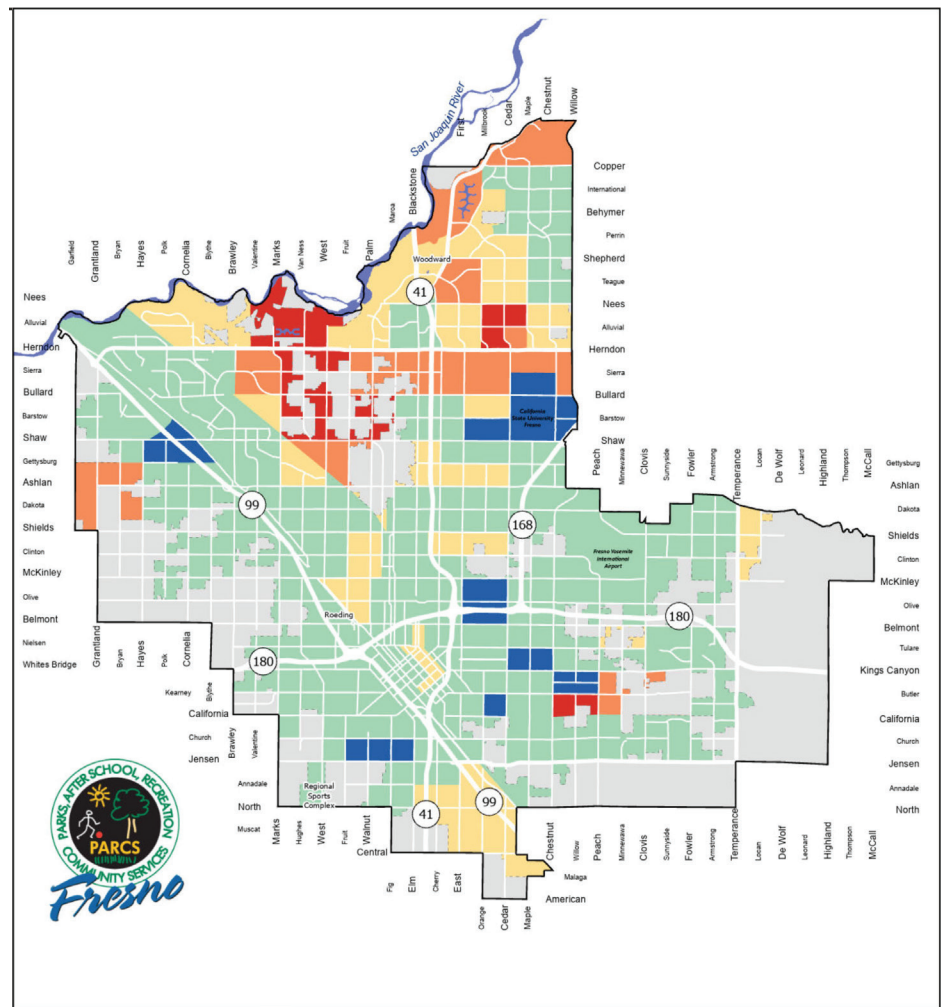 San Joaquin River
First
Millbrook
Cedar
Maple
Chestnut
Willow
Copper
International
Behymer
Perrin
Shepherd
Teague
Nees
Alluvial
Herndon
Sierra
Bullard
Barstow
Shaw
Maroa
Blackstone
Woodward
41
Garfield
Grantland
Bryan
Hayes
Polk
Cornelia
Blythe
Brawley
Valentine
Marks
Van Ness
West
Fruit
Palm
Nees
Alluvial
Herndon
Sierra
Bullard
Barstow
Shaw
Gettysburg
Ashlan
Dakota
Shields
Clinton
McKinley
Olive
Belmont
Nielsen
Whites Bridge
California
State University
Fresno
Peach
Minnewawa
Clovis
Sunnyside
Fowler
Armstrong
Temperance
Locan
De Wolf
Leonard
Highland
Thompson
McCall
Gettysburg
Ashlan
Dakota
Shields
Clinton
McKinley
Olive
Belmont
Tulare
Kings Canyon
Butler
California
Church
Jensen
Annadale
North
99
168
Fresno Yosemite
International
Airport
Roeding
180
180
Grantland
Bryan
Hayes
Polk
Cornelia
Kearney
Blythe
California
Church
Brawley
Valentine
Jensen
Annadale
North
Muscat
Regional
Sports
Complex
41
99
Marks
Hughes
West
Fruit
Walnut
Central
Fig
Elm
Cherry
East
Orange
Cedar
Maple
American
Malaga
Chestnut
Willow
Peach
Minnewawa
Clovis
Sunnyside
Fowler
Armstrong
Temperance
Locan
De Wolf
Leonard
Highland
Thompson
McCall
PARKS, AFTER SCHOOL, RECREATION
COMMUNITY SERVICES
PARCS
Fresno